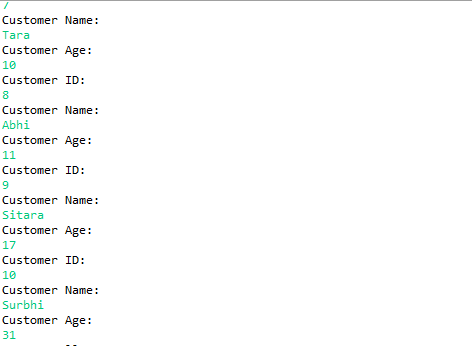 7
Customer Name:
Tara
Customer Age:
10
Customer ID:
8
Customer Name:
Abhi
Customer Age:
11
Customer ID:
9
Customer Name:
Sitara
Customer Age:
17
Customer ID:
10
Customer Name:
Surbhi
Customer Age:
31